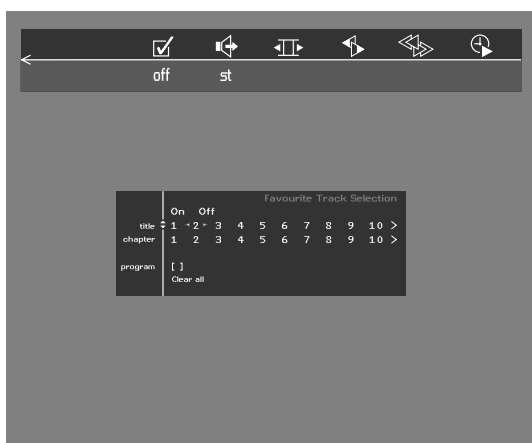 off st
Favourite Track Selection
On Off
title 1 2 3 4 5 6 7 8 9 10 >
chapter 1 2 3 4 5 6 7 8 9 10 >
program [ ]
Clear all